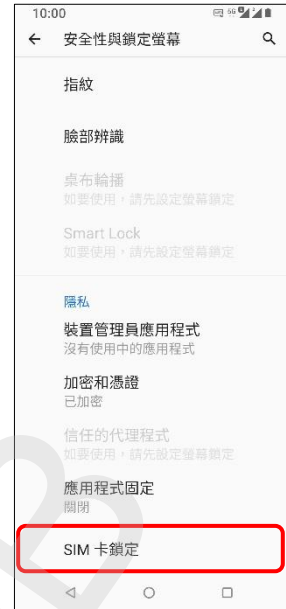 10:00
5G
安全性與鎖定螢幕
指紋
臉部辨識
桌布輪播
如要使用，請先設定螢幕鎖定
Smart Lock
如要使用，請先設定螢幕鎖定
隱私
裝置管理員應用程式
沒有使用中的應用程式
加密和憑證
已加密
信任的代理程式
如要使用，請先設定螢幕鎖定
應用程式固定
關閉
SIM 卡鎖定